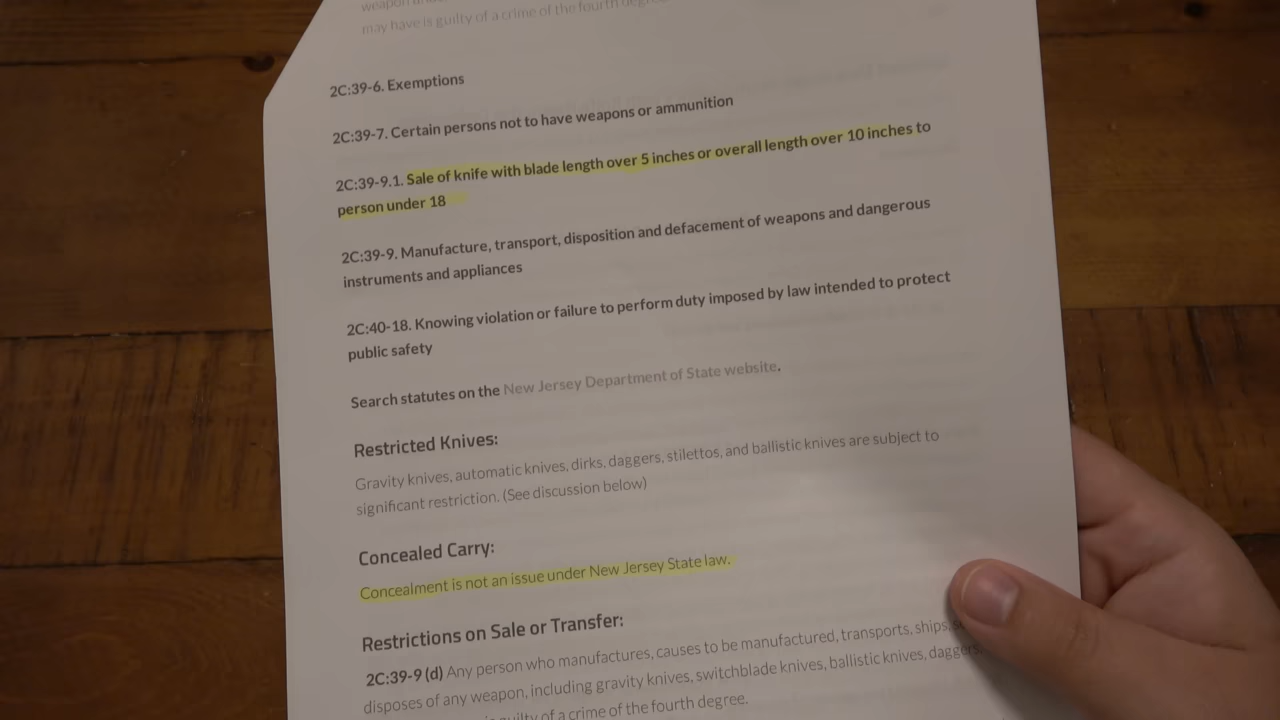 weapon
may have is guilty of a crime of the fourth degree
2C:39-6. Exemptions
2C:39-7. Certain persons not to have weapons or ammunition
2C:39-9.1. Sale of knife with blade length over 5 inches or overall length over 10 inches to
person under 18
2C:39-9. Manufacture, transport, disposition and defacement of weapons and dangerous
instruments and appliances
2C:40-18. Knowing violation or failure to perform duty imposed by law intended to protect
public safety
Search statutes on the New Jersey Department of State website.
Restricted Knives:
Gravity knives, automatic knives, dirks, daggers, stilettos, and ballistic knives are subject to
significant restriction. (See discussion below)
Concealed Carry:
Concealment is not an issue under New Jersey State law.
Restrictions on Sale or Transfer:
2C:39-9 (d) Any person who manufactures, causes to be manufactured, transports, ships,
disposes of any weapon, including gravity knives, switchblade knives, ballistic knives, daggers,
of a crime of the fourth degree.